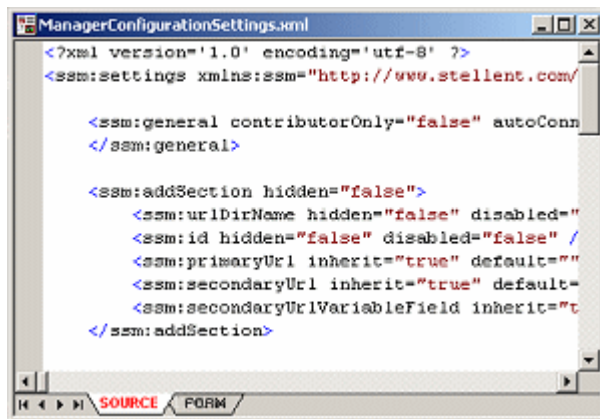 ManagerConfigurationSettings.xml
<?xml version='1.0' encoding='utf-8' ?>
<ssm:settings xmlns:ssm="http://www.stellent.com/
<ssm:general contributorOnly="false" autoConn
</ssm:general>
<ssm:addSection hidden="false">
<ssm:urlDirName hidden="false" disabled="
<ssm:id hidden="false" disabled="false" /
<ssm:primaryUrl inherit="true" default=""
<ssm:secondaryUrl inherit="true" default=
<ssm:secondaryUrlVariableField inherit="t
</ssm:addSection>
SOURCE FORM